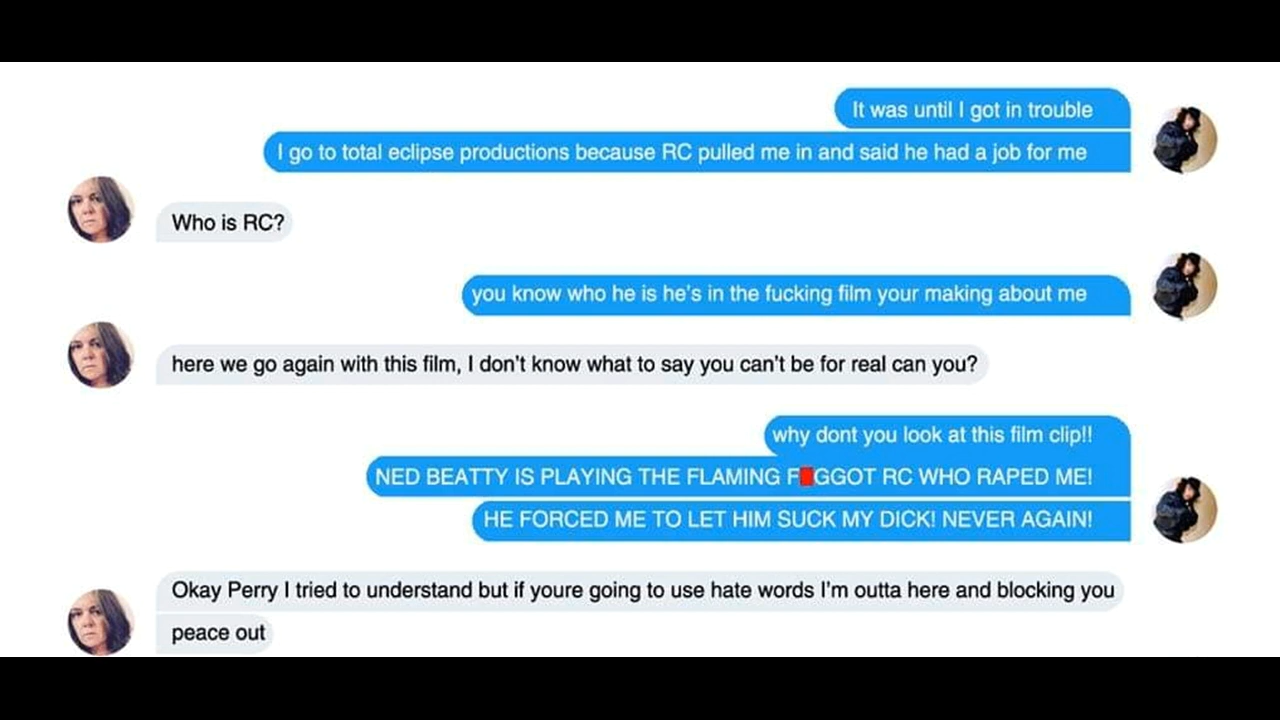 It was until I got in trouble
I go to total eclipse productions because RC pulled me in and said he had a job for me
Who is RC?
you know who he is he's in the fucking film your making about me
here we go again with this film, I don't know what to say you can't be for real can you?
why dont you look at this film clip!!
NED BEATTY IS PLAYING THE FLAMING F🟥GGOT RC WHO RAPED ME!
HE FORCED ME TO LET HIM SUCK MY DICK! NEVER AGAIN!
Okay Perry I tried to understand but if youre going to use hate words I'm outta here and blocking you
peace out